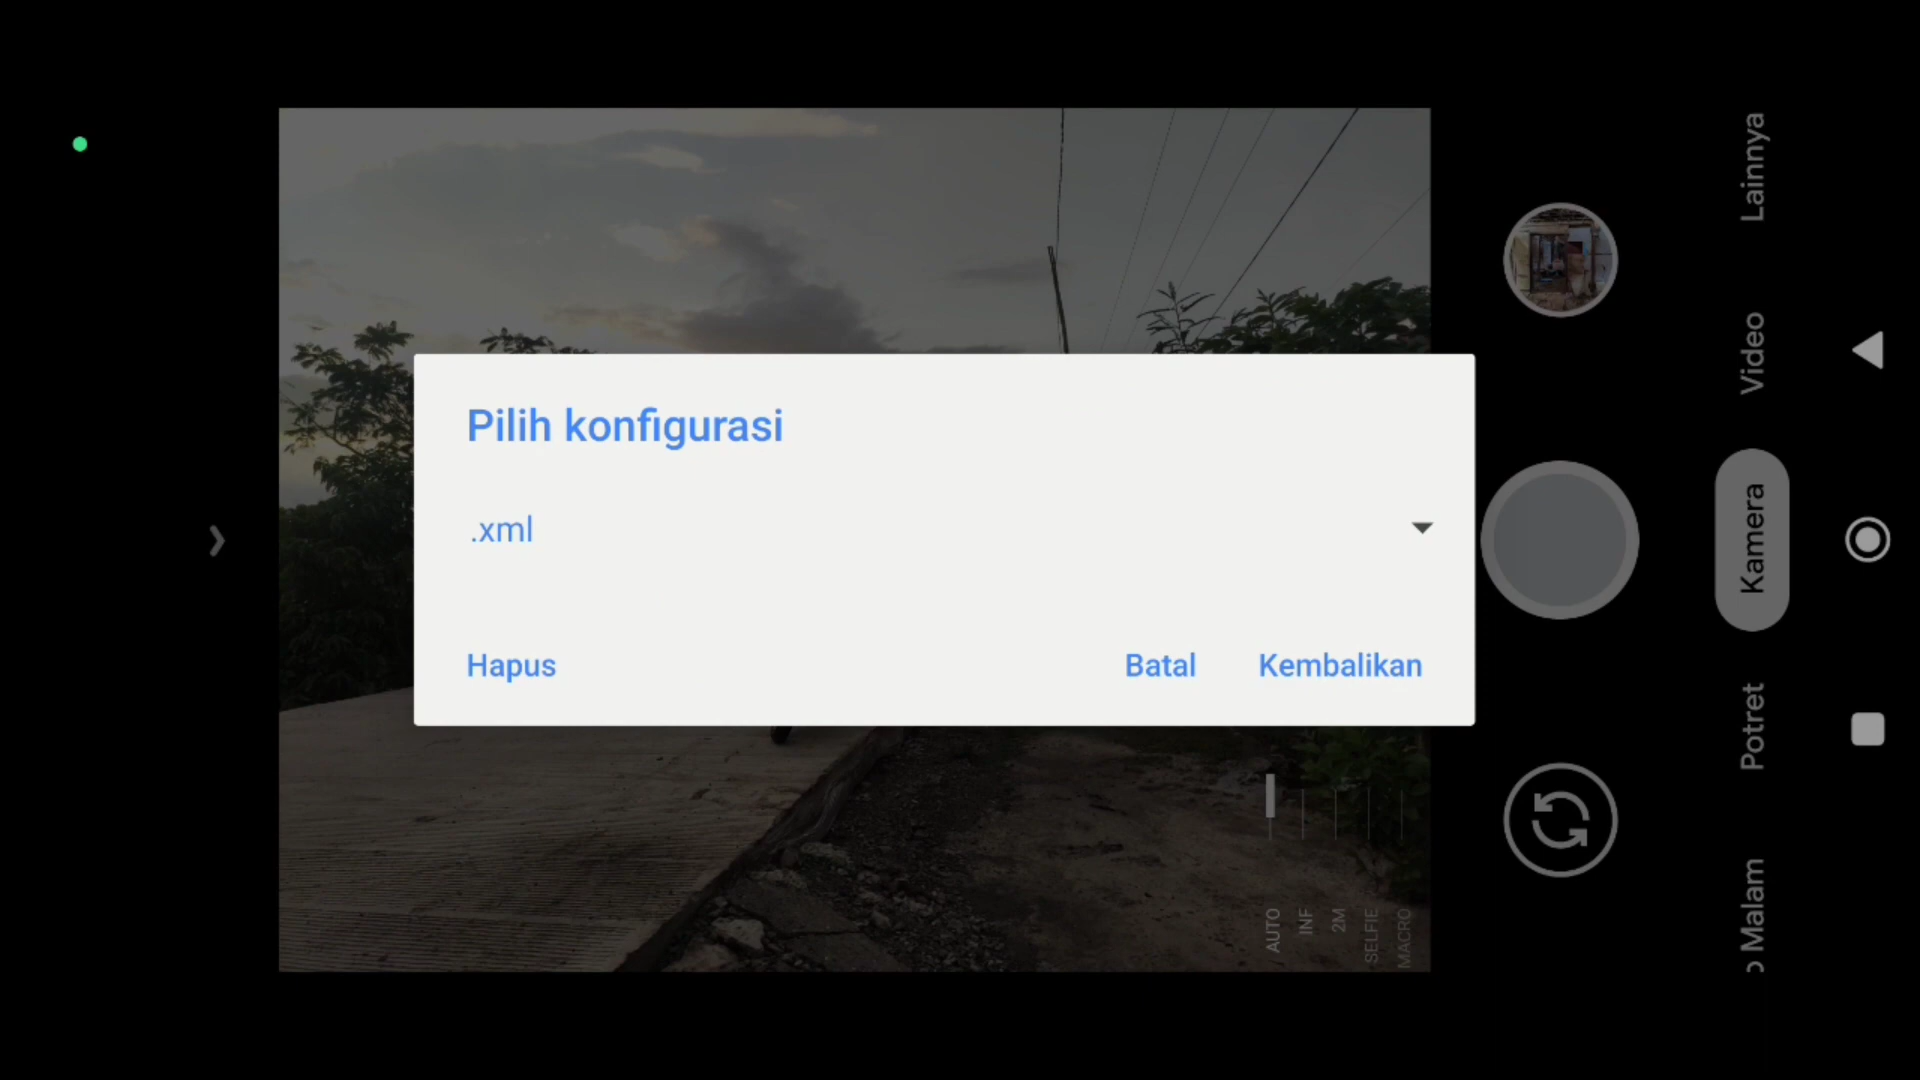 Pilih konfigurasi
.xml
Hapus
Batal
Kembalikan
AUTO
INF
2M
SELFIE
MACRO
Lainnya
Video
Kamera
Potret
Malam